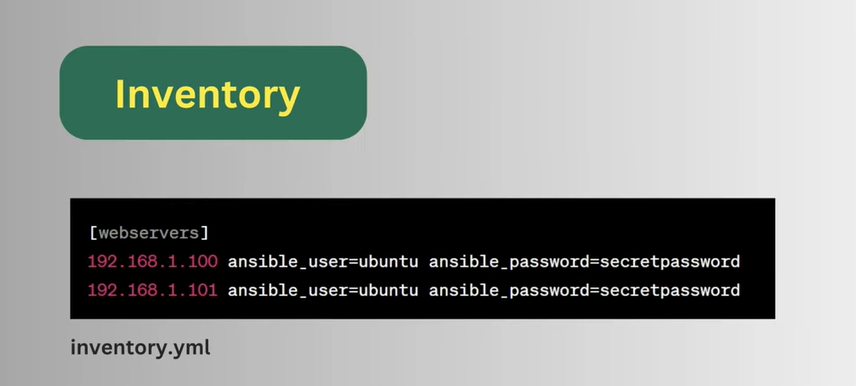 Inventory
[webservers]
192.168.1.100 ansible_user=ubuntu ansible_password=secretpassword
192.168.1.101 ansible_user=ubuntu ansible_password=secretpassword
inventory.yml